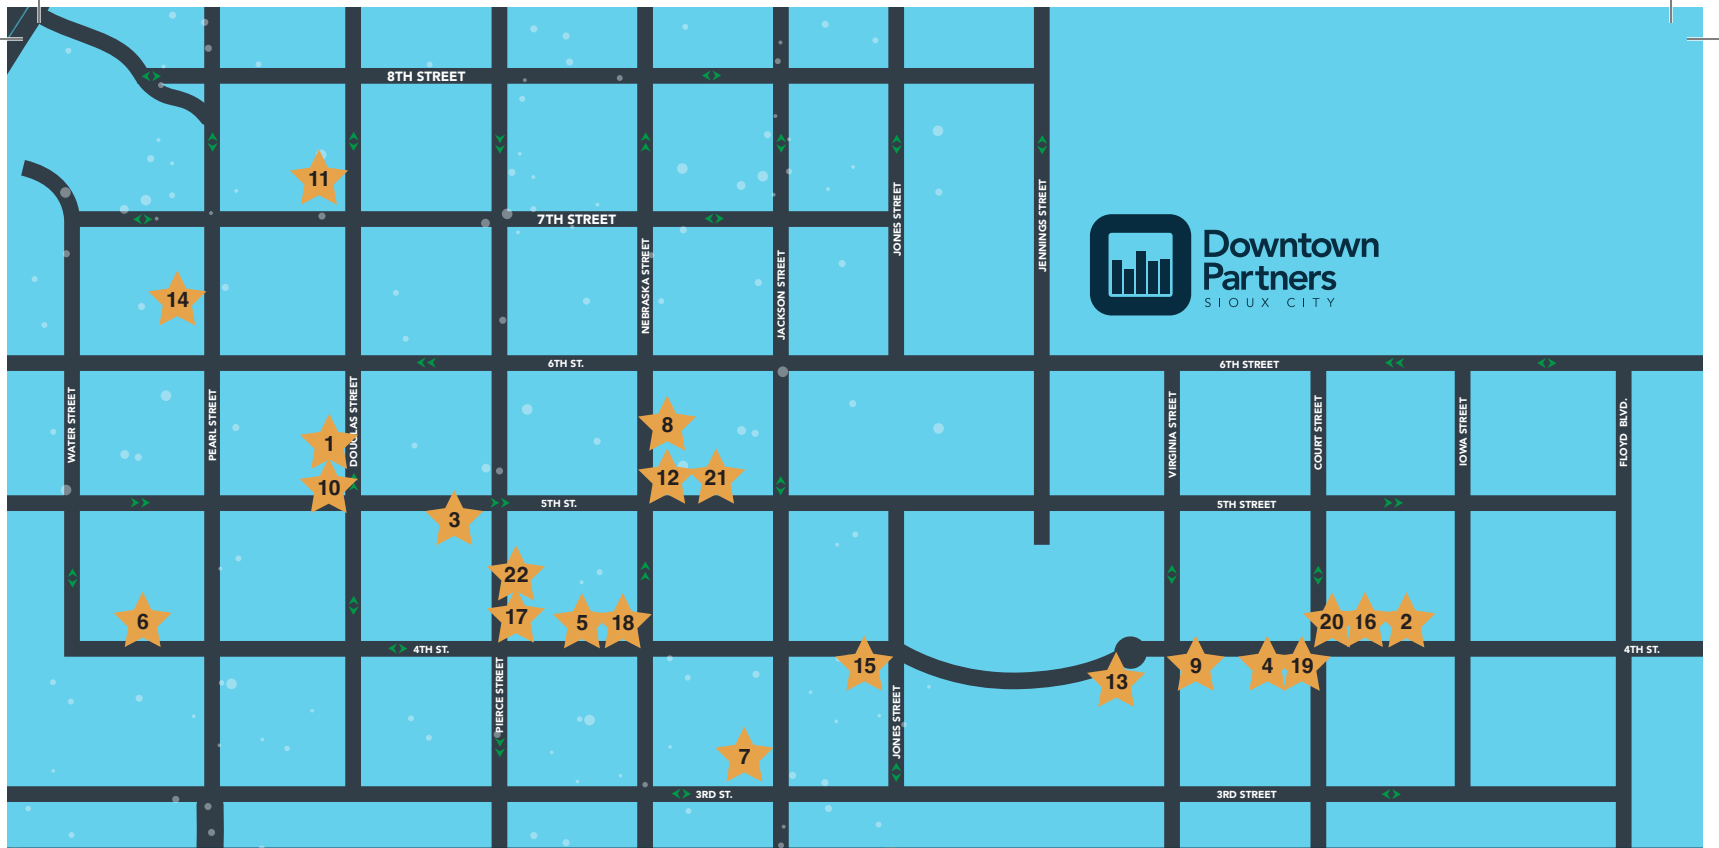 8TH STREET
11
7TH STREET
JONES STREET
JENNINGS STREET
NEBRASKA STREET
JACKSON STREET
Downtown
Partners
SIOUX CITY
14
6TH ST.
6TH STREET
WATER STREET
PEARL STREET
DOUGLAS STREET
VIRGINIA STREET
COURT STREET
IOWA STREET
FLOYD BLVD.
1
8
10
12
21
3
5TH ST.
5TH STREET
22
6
17
5
18
20
16
2
4TH ST.
4TH ST.
15
13
9
4
19
PIERCE STREET
JONES STREET
7
3RD ST.
3RD STREET